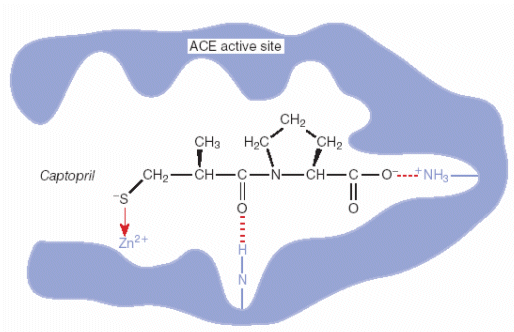 ACE active site
CH₂
CH₃ H₂C CH₂
Captopril CH₂ CH C N CH C O⁻ ⁺NH₃
⁻S O O
Zn²⁺ H
N